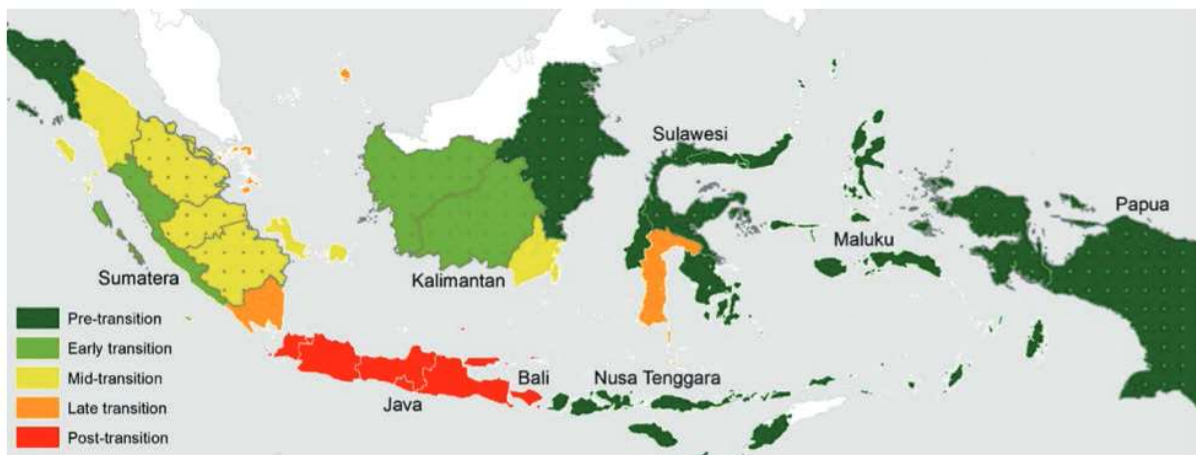 Sulawesi
Papua
Maluku
Sumatera
Kalimantan
Bali
Nusa Tenggara
Java
Pre-transition
Early transition
Mid-transition
Late transition
Post-transition